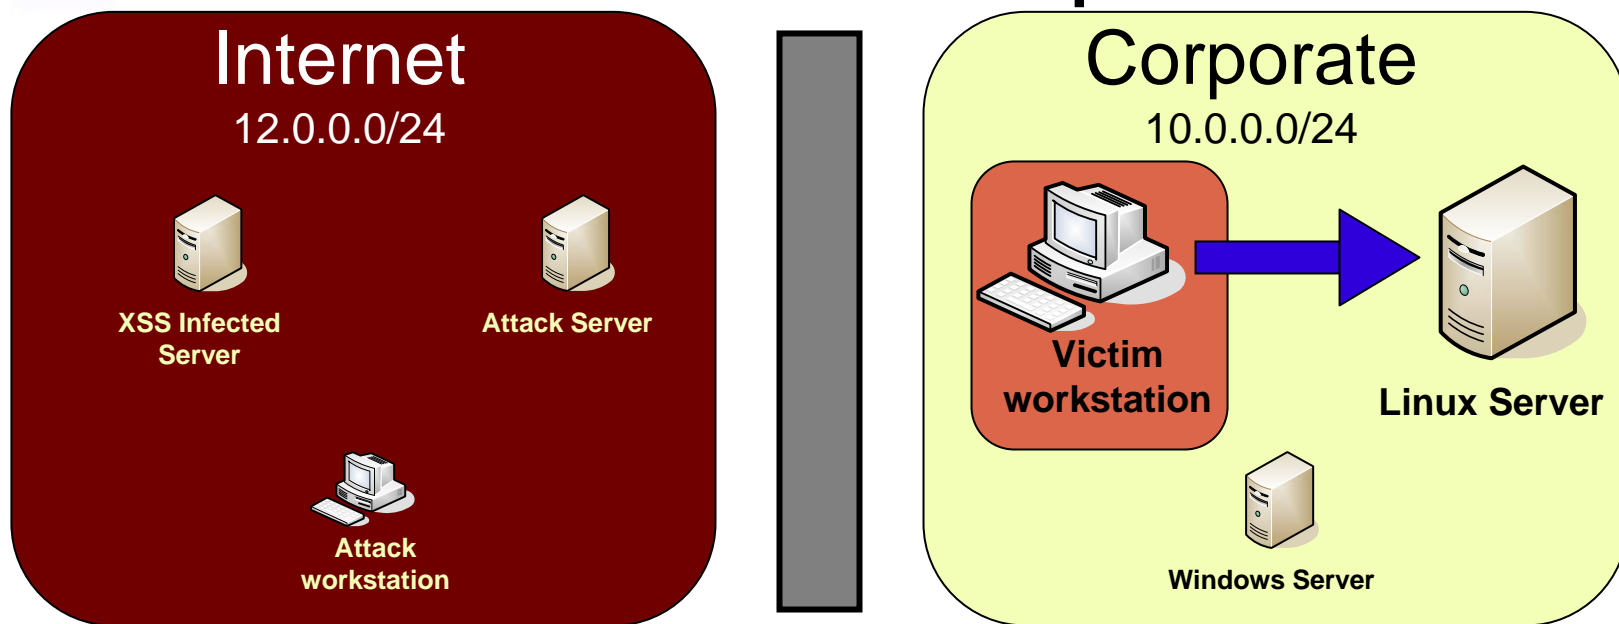 Internet
12.0.0.0/24
XSS Infected
Server
Attack Server
Attack
workstation
Corporate
10.0.0.0/24
Victim
workstation
Linux Server
Windows Server